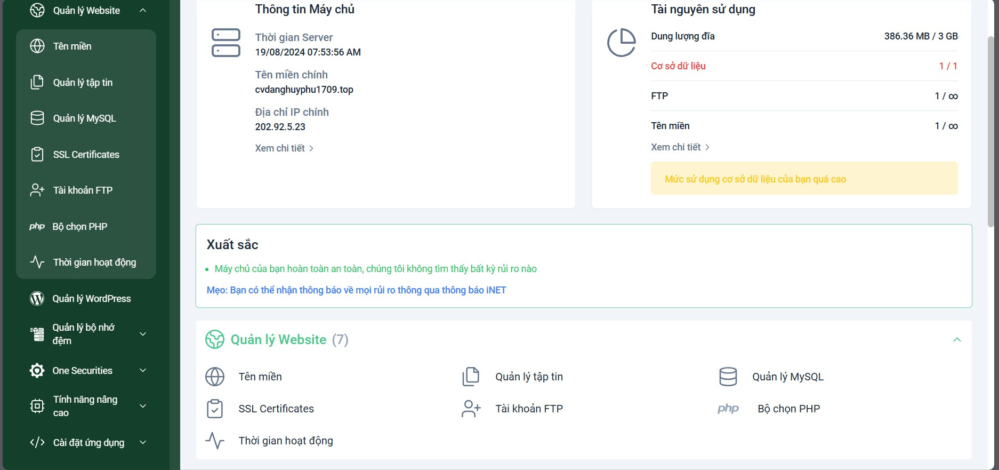 Quản lý Website
Tên miền
Quản lý tập tin
Quản lý MySQL
SSL Certificates
Tài khoản FTP
php Bộ chọn PHP
Thời gian hoạt động
Quản lý WordPress
Quản lý bộ nhớ
đệm
One Securities
Tính năng nâng
cao
Cài đặt ứng dụng
Thông tin Máy chủ
Thời gian Server
19/08/2024 07:53:56 AM
Tên miền chính
cvdanghuyphu1709.top
Địa chỉ IP chính
202.92.5.23
Xem chi tiết
Tài nguyên sử dụng
Dung lượng đĩa 386.36 MB / 3 GB
Cơ sở dữ liệu 1 / 1
FTP 1 / ∞
Tên miền 1 / ∞
Xem chi tiết
Mức sử dụng cơ sở dữ liệu của bạn quá cao
Xuất sắc
• Máy chủ của bạn hoàn toàn an toàn, chúng tôi không tìm thấy bất kỳ rủi ro nào
Mẹo: Bạn có thể nhận thông báo về mọi rủi ro thông qua thông báo iNET
Quản lý Website (7)
Tên miền Quản lý tập tin Quản lý MySQL
SSL Certificates Tài khoản FTP php Bộ chọn PHP
Thời gian hoạt động